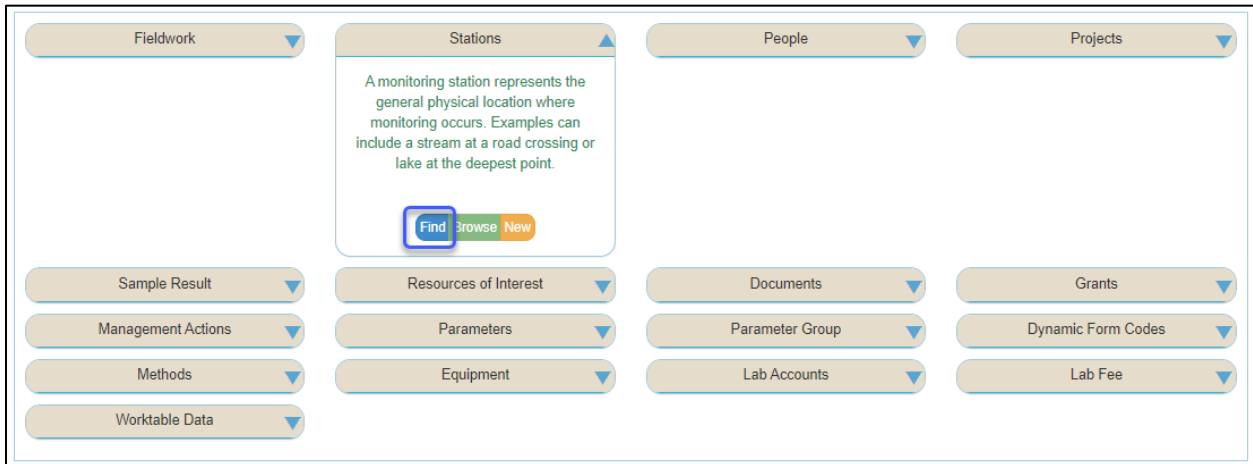 Fieldwork
Stations
People
Projects
A monitoring station represents the
general physical location where
monitoring occurs. Examples can
include a stream at a road crossing or
lake at the deepest point.
Find Browse New
Sample Result
Resources of Interest
Documents
Grants
Management Actions
Parameters
Parameter Group
Dynamic Form Codes
Methods
Equipment
Lab Accounts
Lab Fee
Worktable Data